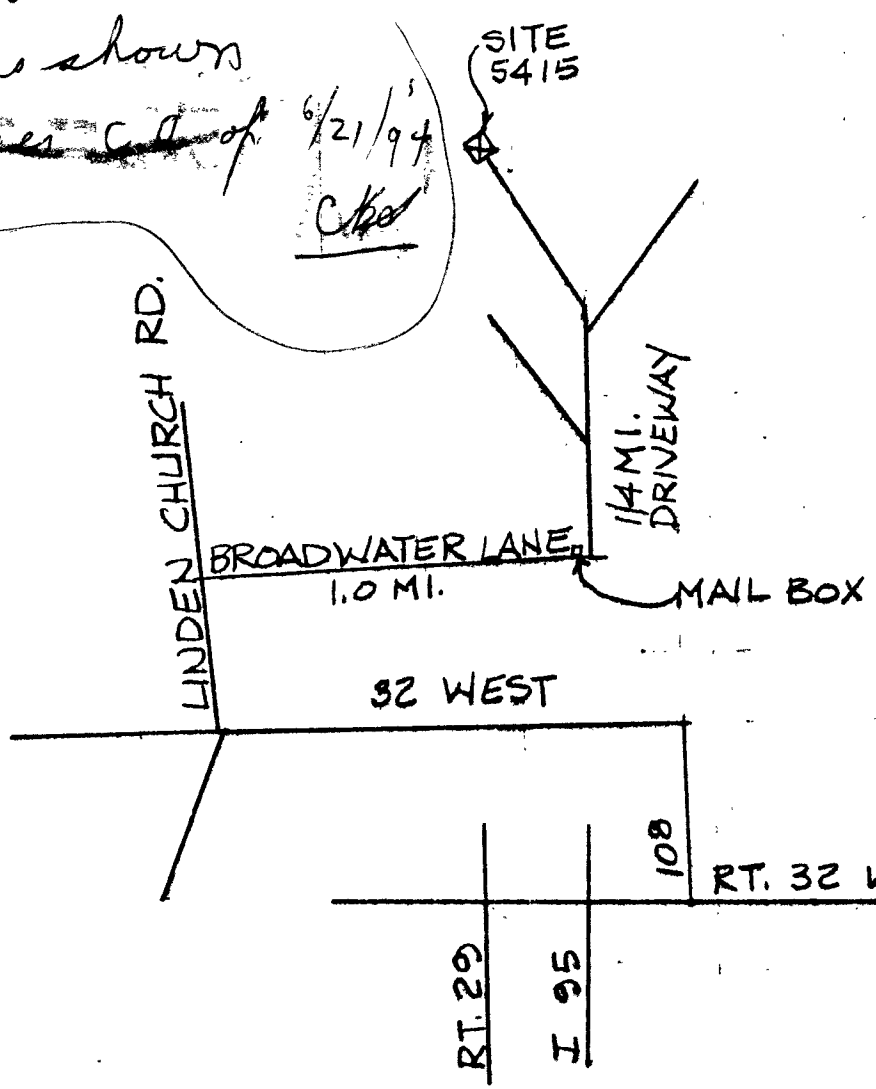 shown
of 6/21/94
SITE
5415
LINDEN CHURCH RD.
1/4 MI.
DRIVEWAY
BROADWATER LANE
1.0 MI.
MAIL BOX
32 WEST
108
RT. 32
RT. 29
I 95